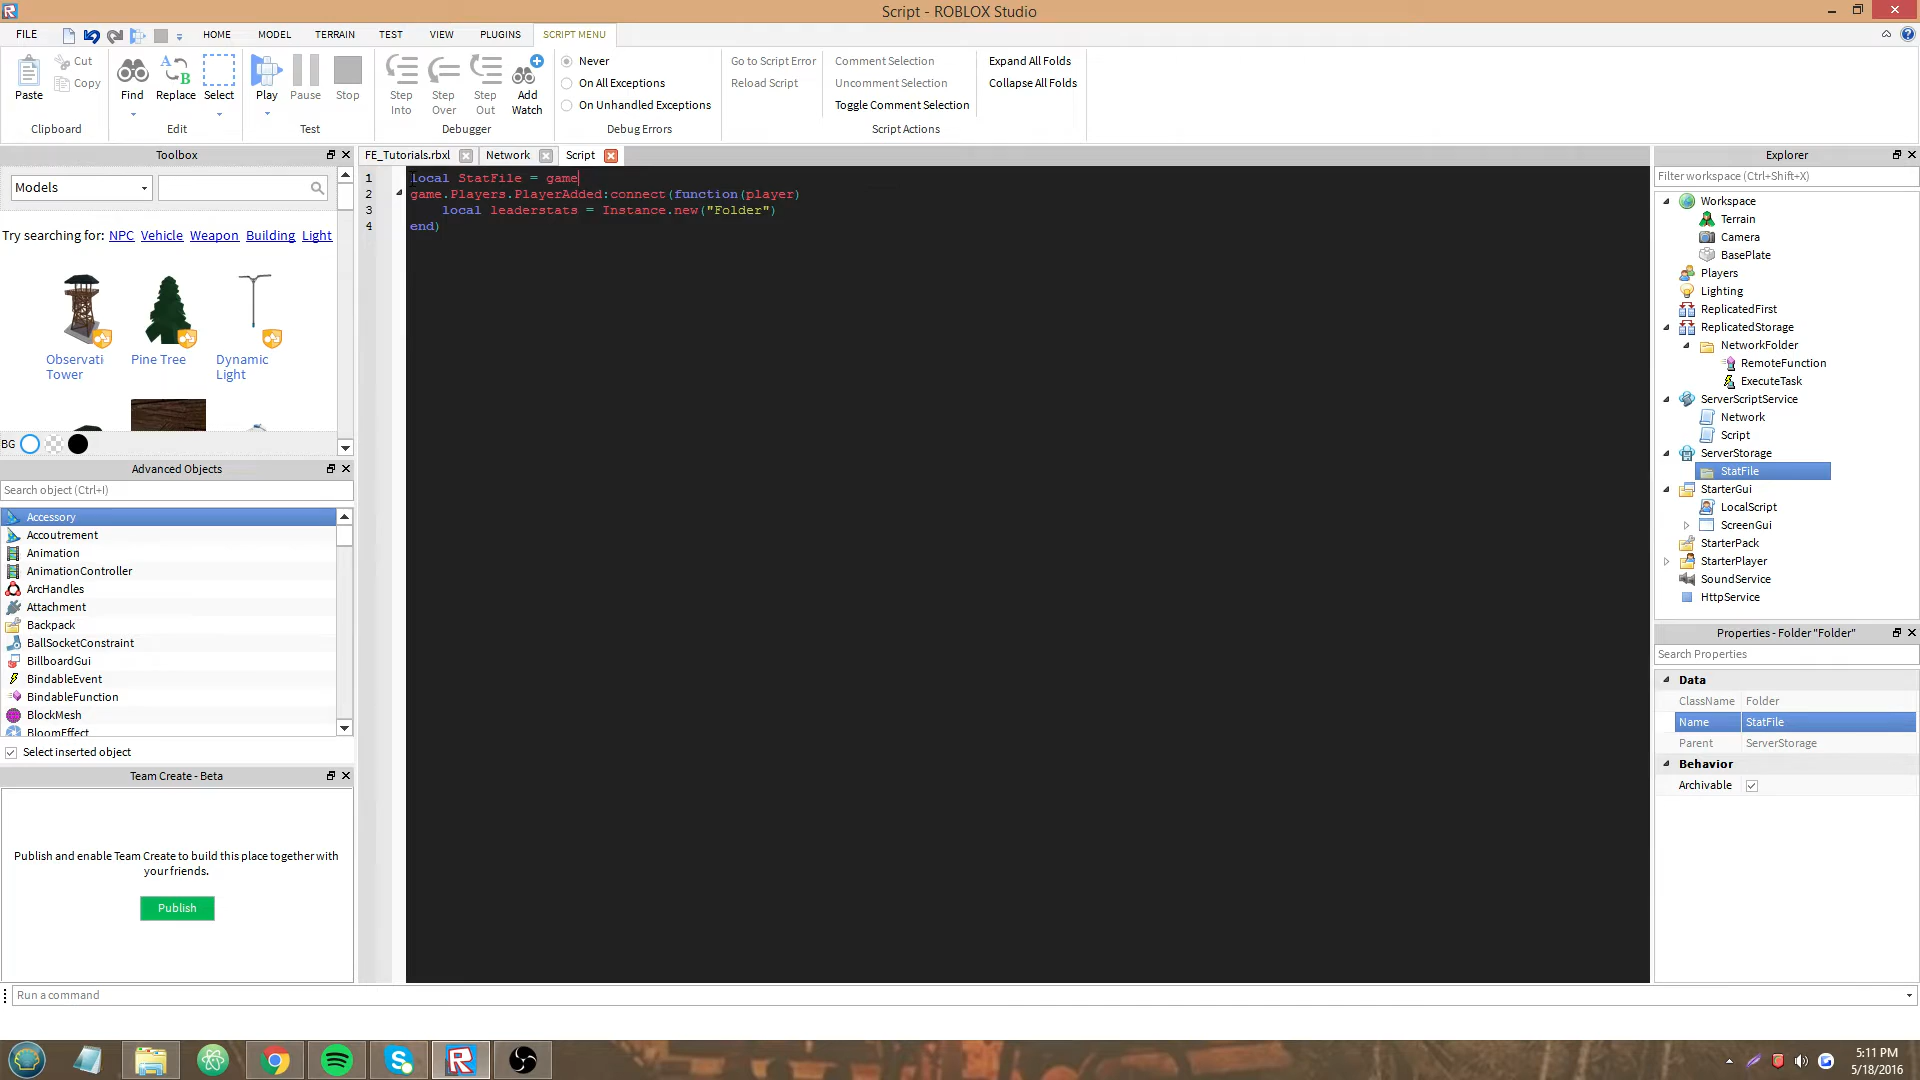 Script - ROBLOX Studio
FILE
HOME
MODEL
TERRAIN
TEST
VIEW
PLUGINS
SCRIPT MENU
Paste
Cut
Copy
Clipboard
Find
Replace
Select
Edit
Play
Pause
Stop
Test
Step Into
Step Over
Step Out
Add Watch
Debugger
Never
On All Exceptions
On Unhandled Exceptions
Debug Errors
Go to Script Error
Reload Script
Comment Selection
Uncomment Selection
Toggle Comment Selection
Expand All Folds
Collapse All Folds
Script Actions
Toolbox
Models
Try searching for: NPC Vehicle Weapon Building Light
Observati Tower
Pine Tree
Dynamic Light
BG
Advanced Objects
Search object (Ctrl+I)
Accessory
Accoutrement
Animation
AnimationController
ArcHandles
Attachment
Backpack
BallSocketConstraint
BillboardGui
BindableEvent
BindableFunction
BlockMesh
BloomEffect
Select inserted object
Team Create - Beta
Publish and enable Team Create to build this place together with
your friends.
Publish
FE_Tutorials.rbxl
Network
Script
1 local StatFile = game
2 game.Players.PlayerAdded:connect(function(player)
3 local leaderstats = Instance.new("Folder")
4 end)
Explorer
Filter workspace (Ctrl+Shift+X)
Workspace
Terrain
Camera
BasePlate
Players
Lighting
ReplicatedFirst
ReplicatedStorage
NetworkFolder
RemoteFunction
ExecuteTask
ServerScriptService
Network
Script
ServerStorage
StatFile
StarterGui
LocalScript
ScreenGui
StarterPack
StarterPlayer
SoundService
HttpService
Properties - Folder "Folder"
Search Properties
Data
ClassName Folder
Name StatFile
Parent ServerStorage
Behavior
Archivable
Run a command
5:11 PM
5/18/2016